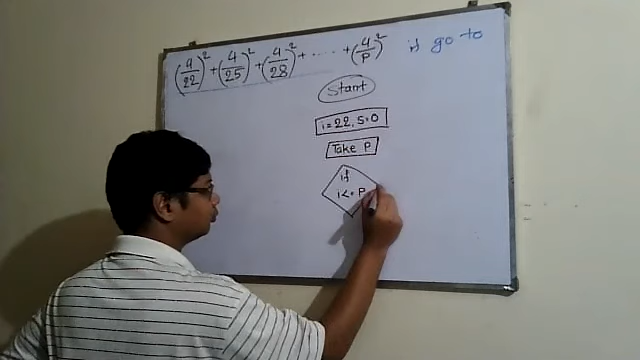 (4/22)² + (4/25)² + (4/28)² + ..... + (4/P)² if go to
Start
i=22, S=0
Take P
if
i<=P